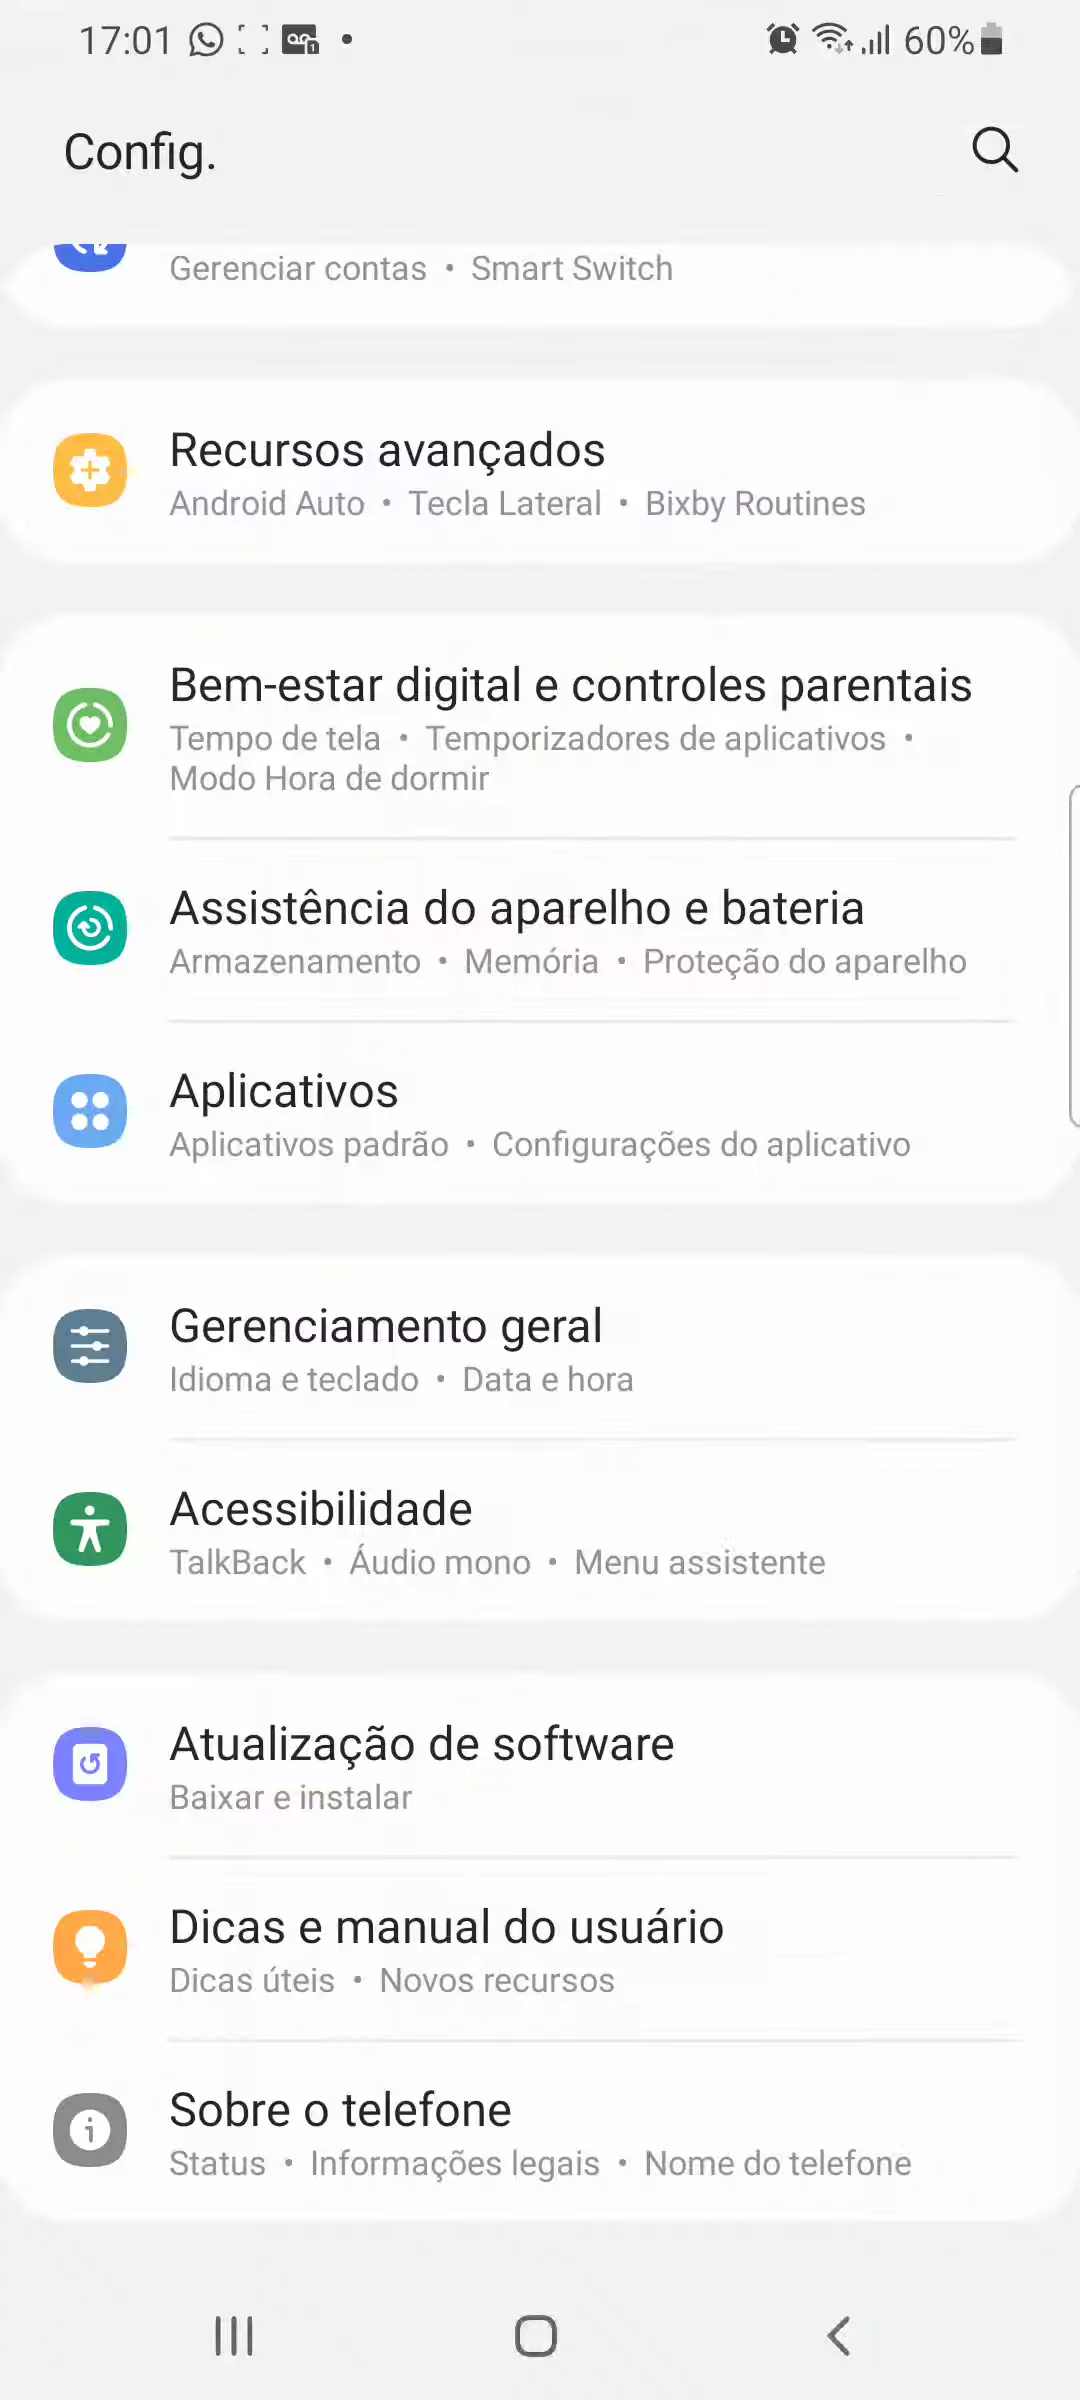 17:01 60%
Config.
Gerenciar contas • Smart Switch
Recursos avançados
Android Auto • Tecla Lateral • Bixby Routines
Bem-estar digital e controles parentais
Tempo de tela • Temporizadores de aplicativos •
Modo Hora de dormir
Assistência do aparelho e bateria
Armazenamento • Memória • Proteção do aparelho
Aplicativos
Aplicativos padrão • Configurações do aplicativo
Gerenciamento geral
Idioma e teclado • Data e hora
Acessibilidade
TalkBack • Áudio mono • Menu assistente
Atualização de software
Baixar e instalar
Dicas e manual do usuário
Dicas úteis • Novos recursos
Sobre o telefone
Status • Informações legais • Nome do telefone